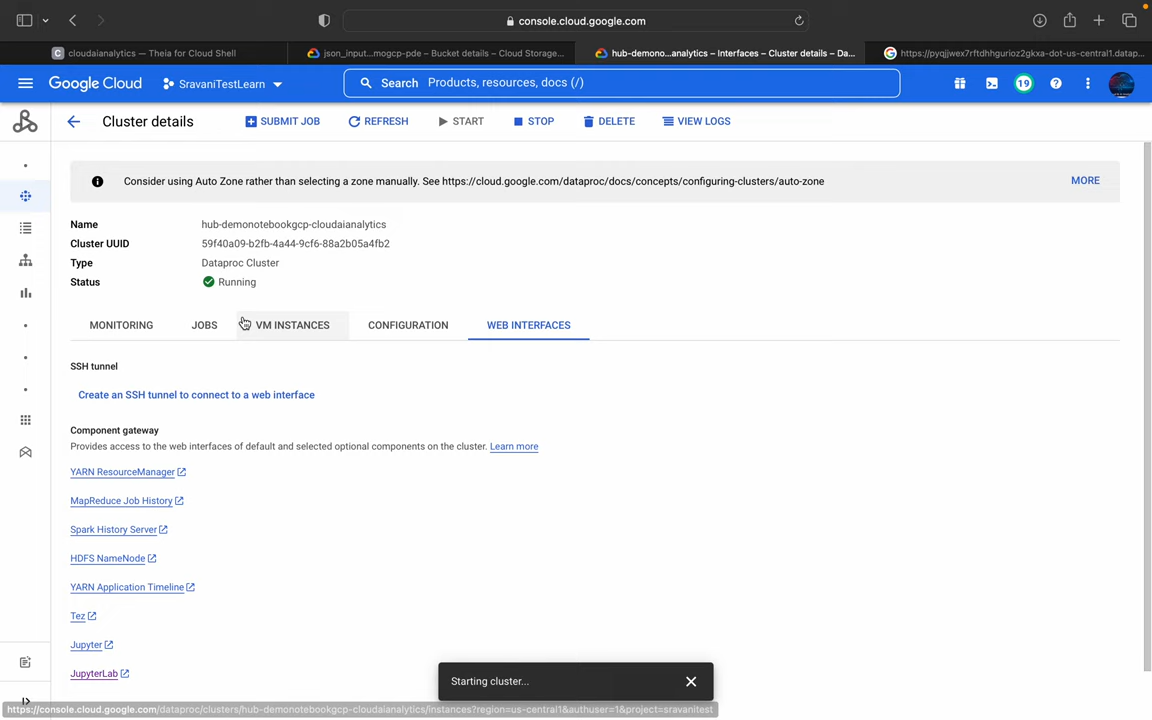 console.cloud.google.com
cloudaianalytics — Theia for Cloud Shell
json_input...mogcp-pde – Bucket details – Cloud Storage...
hub-demono...analytics – Interfaces – Cluster details – Da...
https://pyqjjwex7rftdhhgurioz2gkxa-dot-us-central1.datap...
Google Cloud
SravaniTestLearn
Search Products, resources, docs (/)
19
Cluster details
SUBMIT JOB
REFRESH
START
STOP
DELETE
VIEW LOGS
Consider using Auto Zone rather than selecting a zone manually. See https://cloud.google.com/dataproc/docs/concepts/configuring-clusters/auto-zone
MORE
Name hub-demonotebookgcp-cloudaianalytics
Cluster UUID 59f40a09-b2fb-4a44-9cf6-88a2b05a4fb2
Type Dataproc Cluster
Status Running
MONITORING
JOBS
VM INSTANCES
CONFIGURATION
WEB INTERFACES
SSH tunnel
Create an SSH tunnel to connect to a web interface
Component gateway
Provides access to the web interfaces of default and selected optional components on the cluster. Learn more
YARN ResourceManager
MapReduce Job History
Spark History Server
HDFS NameNode
YARN Application Timeline
Tez
Jupyter
JupyterLab
Starting cluster...
https://console.cloud.google.com/dataproc/clusters/hub-demonotebookgcp-cloudaianalytics/instances?region=us-central1&authuser=1&project=sravanitest